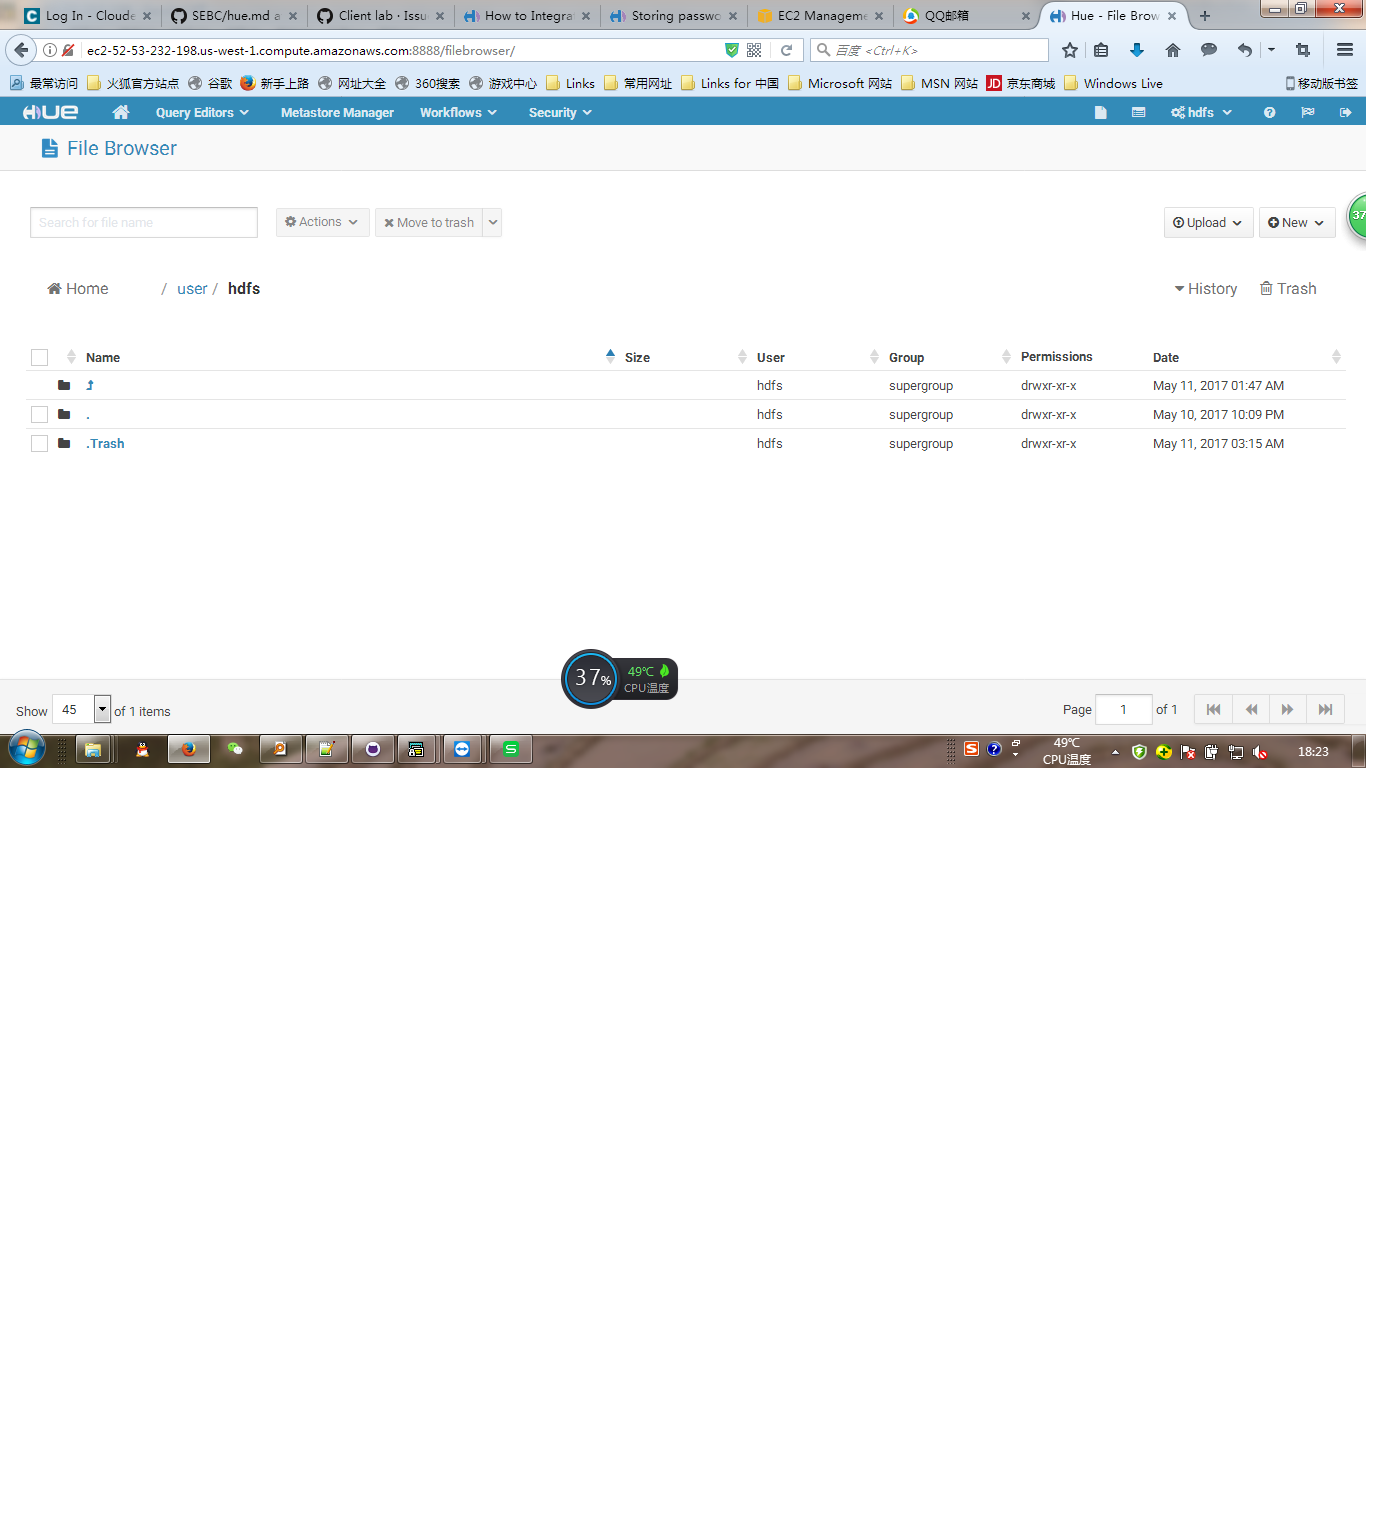 Log In - Cloude
SEBC/hue.md a
Client lab · Issu
How to Integra
Storing passwo
EC2 Manageme
QQ邮箱
Hue - File Brow
ec2-52-53-232-198.us-west-1.compute.amazonaws.com:8888/filebrowser/
百度 <Ctrl+K>
最常访问 火狐官方站点 谷歌 新手上路 网址大全 360搜索 游戏中心 Links 常用网址 Links for 中国 Microsoft 网站 MSN 网站 JD 京东商城 Windows Live 移动版书签
HUE Query Editors Metastore Manager Workflows Security hdfs
File Browser
Search for file name Actions Move to trash Upload New
37
Home / user / hdfs History Trash
Name Size User Group Permissions Date
hdfs supergroup drwxr-xr-x May 11, 2017 01:47 AM
. hdfs supergroup drwxr-xr-x May 10, 2017 10:09 PM
.Trash hdfs supergroup drwxr-xr-x May 11, 2017 03:15 AM
37% 49℃
CPU温度
Show 45 of 1 items Page 1 of 1
49℃
CPU温度
18:23